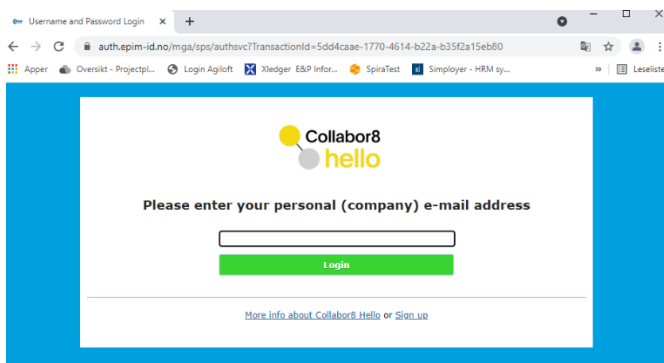 Username and Password Login
auth.epim-id.no/mga/sps/authsvc?TransactionId=5dd4caae-1770-4614-b22a-b35f2a15eb80
Apper Oversikt - Projectpl... Login Agiloft Xledger E&P Infor... SpiraTest sl Simployer - HRM sy... » Leseliste
Collabor8
hello
Please enter your personal (company) e-mail address
Login
More info about Collabor8 Hello or Sign up